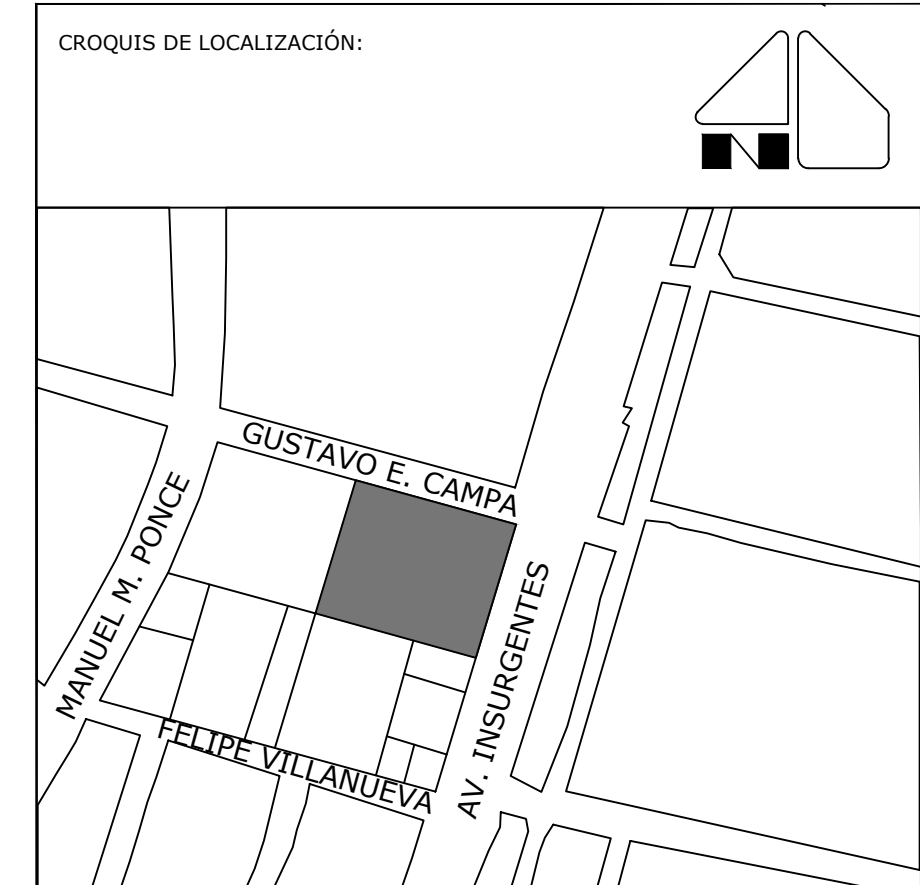 CROQUIS DE LOCALIZACIÓN:
N
GUSTAVO E. CAMPA
MANUEL M. PONCE
AV. INSURGENTES
FELIPE VILLANUEVA